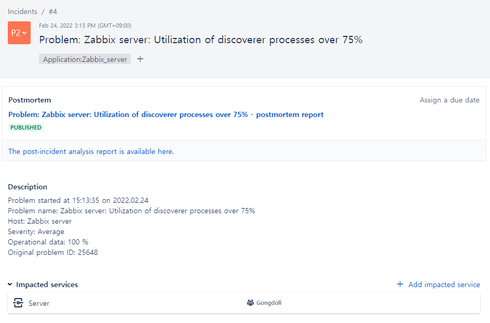 Incidents / #4
Feb 24, 2022 3:13 PM (GMT+09:00)
P2
Problem: Zabbix server: Utilization of discoverer processes over 75%
Application:Zabbix_server +
Postmortem
Assign a due date
Problem: Zabbix server: Utilization of discoverer processes over 75% - postmortem report
PUBLISHED
The post-incident analysis report is available here.
Description
Problem started at 15:13:35 on 2022.02.24
Problem name: Zabbix server: Utilization of discoverer processes over 75%
Host: Zabbix server
Severity: Average
Operational data: 100 %
Original problem ID: 25648
Impacted services
+ Add impacted service
Server
Gongdoli